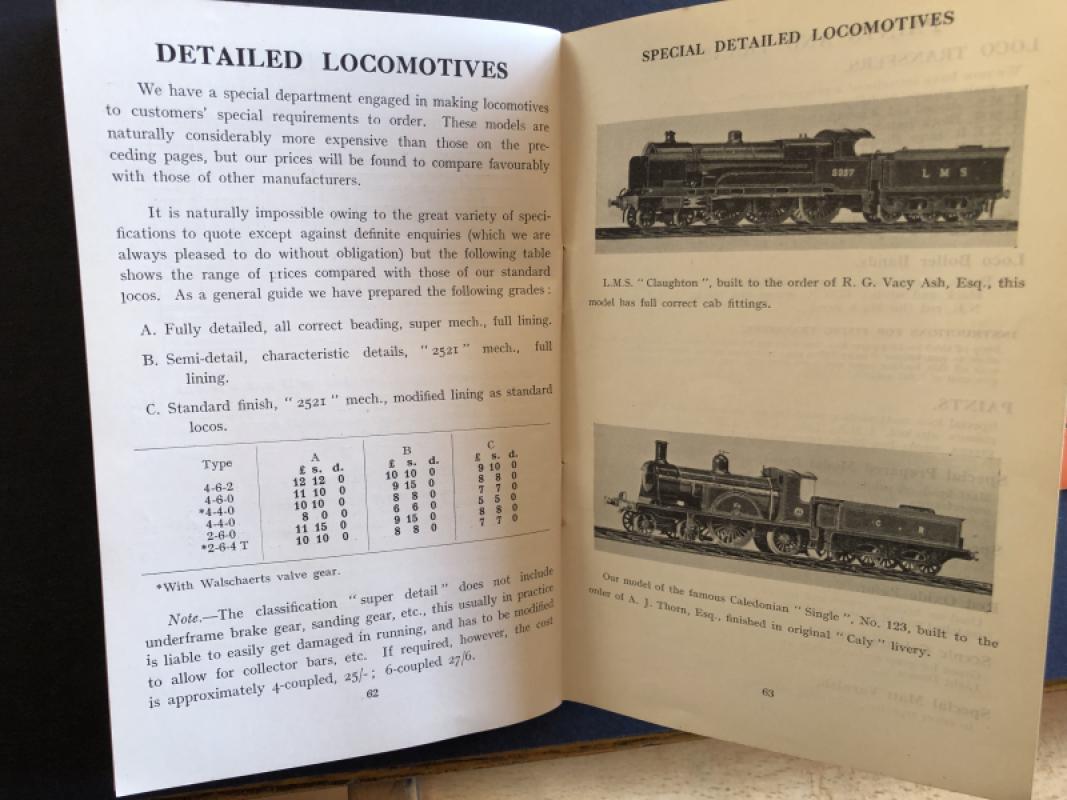 DETAILED LOCOMOTIVES
We have a special department engaged in making locomotives
to customers' special requirements to order. These models are
naturally considerably more expensive than those on the pre-
ceding pages, but our prices will be found to compare favourably
with those of other manufacturers.
It is naturally impossible owing to the great variety of speci-
fications to quote except against definite enquiries (which we are
always pleased to do without obligation) but the following table
shows the range of prices compared with those of our standard
locos. As a general guide we have prepared the following grades:
A. Fully detailed, all correct beading, super mech., full lining.
B. Semi-detail, characteristic details, "2521" mech., full
lining.
C. Standard finish, "2521" mech., modified lining as standard
locos.
Type A B C
£ s. d. £ s. d. £ s. d.
4-6-2 12 12 0 10 10 0 9 10 0
4-6-0 11 10 0 9 15 0 8 8 0
*4-4-0 10 10 0 8 8 0 7 7 0
4-4-0 8 0 0 6 6 0 5 5 0
2-6-0 11 15 0 9 15 0 8 8 0
*2-6-4 T 10 10 0 8 8 0 7 7 0
*With Walschaerts valve gear.
Note.—The classification "super detail" does not include
underframe brake gear, sanding gear, etc., this usually in practice
is liable to easily get damaged in running, and has to be modified
to allow for collector bars, etc. If required, however, the cost
is approximately 4-coupled, 25/-; 6-coupled 27/6.
62
SPECIAL DETAILED LOCOMOTIVES
5957
L M S
L.M.S. "Claughton", built to the order of R. G. Vacy Ash, Esq., this
model has full correct cab fittings.
C R
Our model of the famous Caledonian "Single". No. 123, built to the
order of A. J. Thorn, Esq., finished in original "Caly" livery.
63